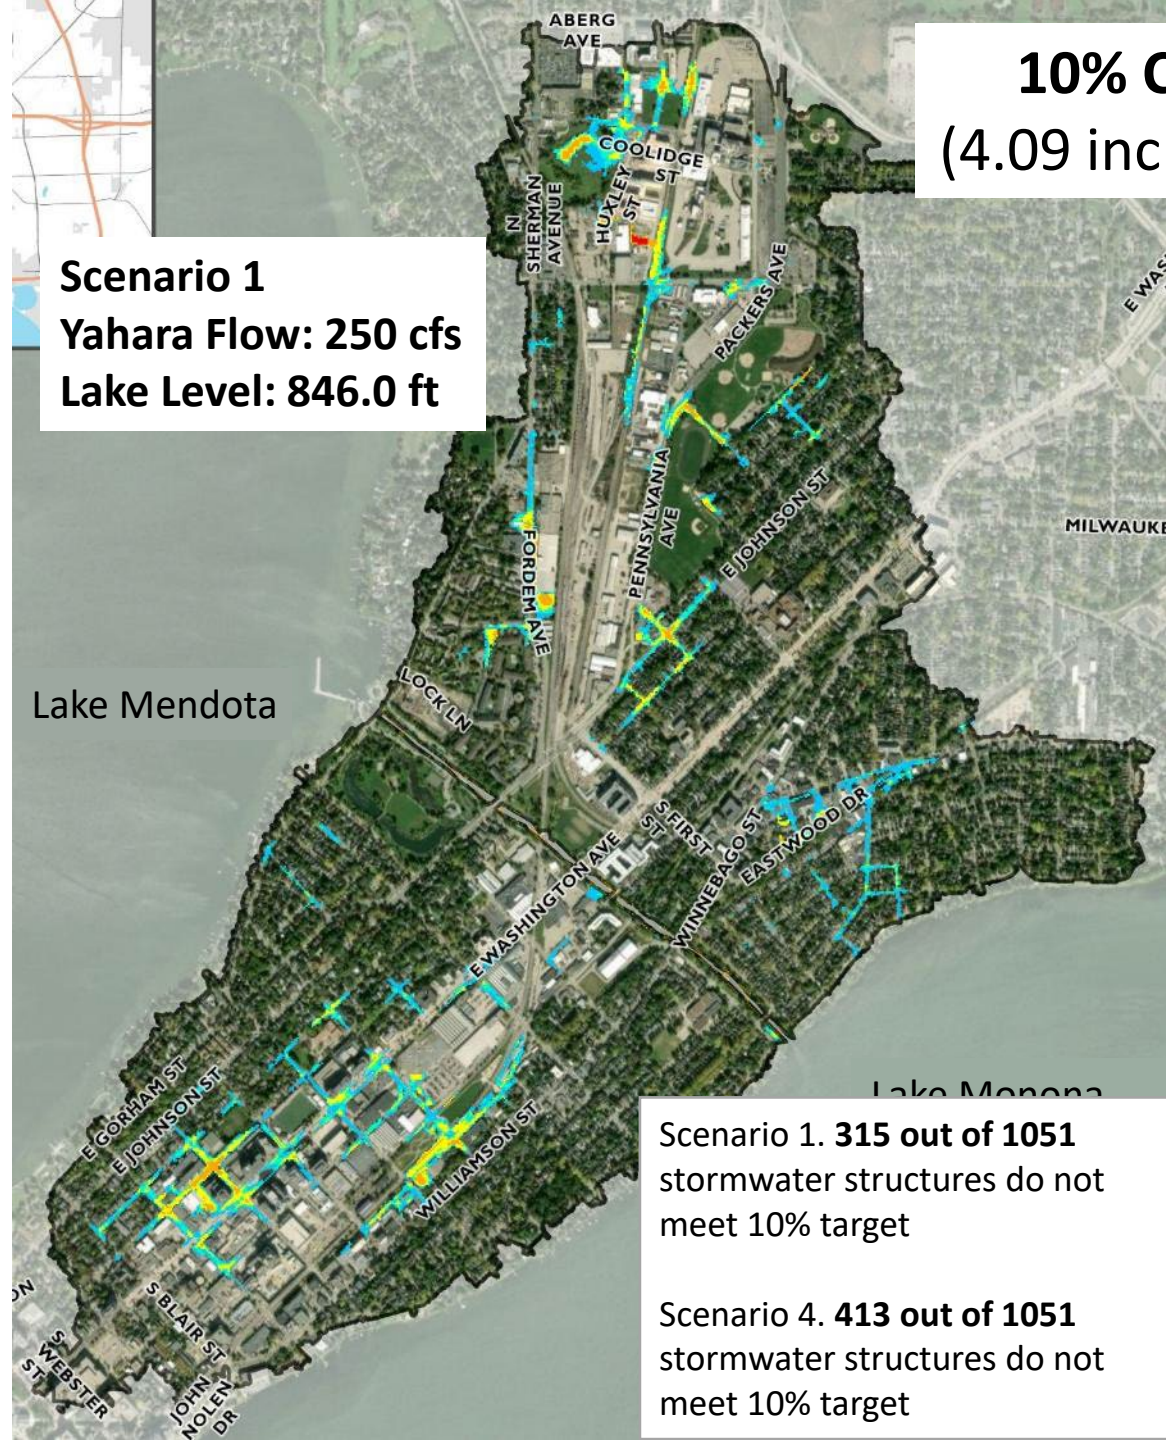 ABERG
AVE
10% C
(4.09 inc
COOLIDGE
ST
HUXLEY
ST
N
SHERMAN
AVENUE
Scenario 1
Yahara Flow: 250 cfs
Lake Level: 846.0 ft
PACKERS AVE
E WAS
PENNSYLVANIA
AVE
E JOHNSON ST
MILWAUKE
FORDEM AVE
Lake Mendota
LOCK LN
S FIRST
ST
WINNEBAGO ST
EASTWOOD DR
E WASHINGTON AVE
E GORHAM ST
E JOHNSON ST
WILLIAMSON ST
Lake Monona
Scenario 1. 315 out of 1051
stormwater structures do not
meet 10% target
Scenario 4. 413 out of 1051
stormwater structures do not
meet 10% target
ON
S BLAIR ST
S
WEBSTER
ST
JOHN
NOLEN
DR